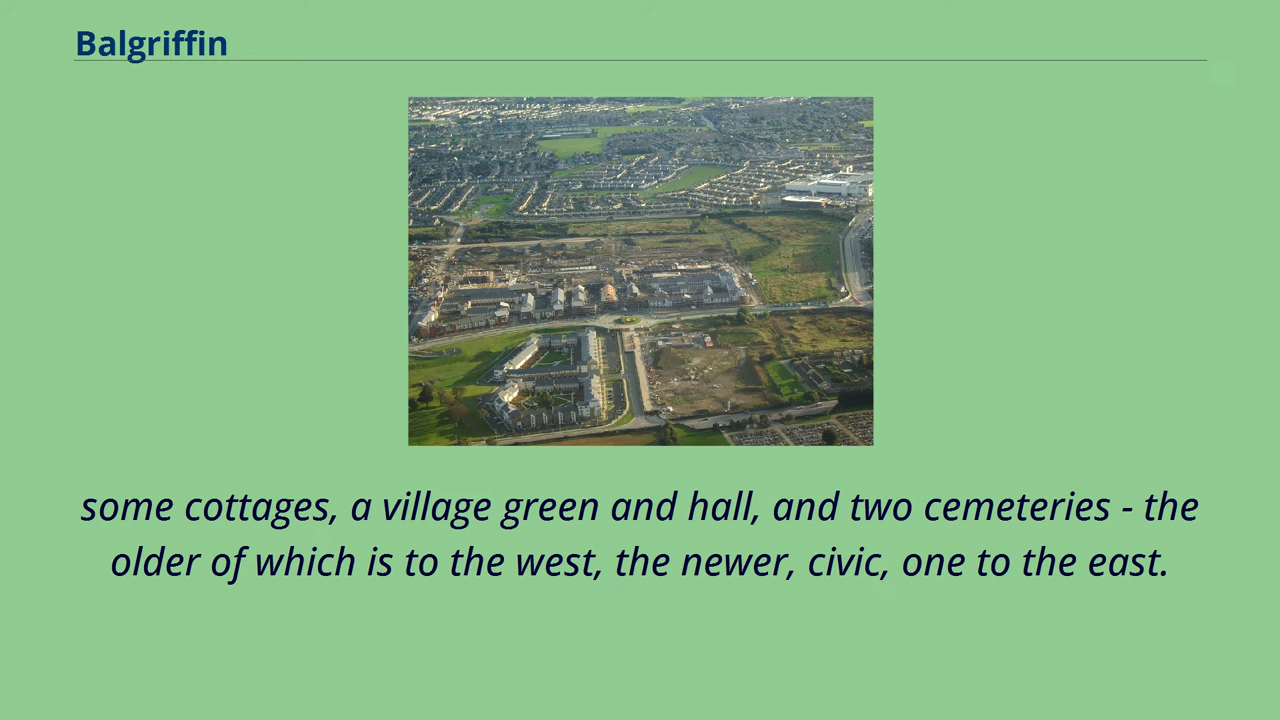 Balgriffin
some cottages, a village green and hall, and two cemeteries - the
older of which is to the west, the newer, civic, one to the east.